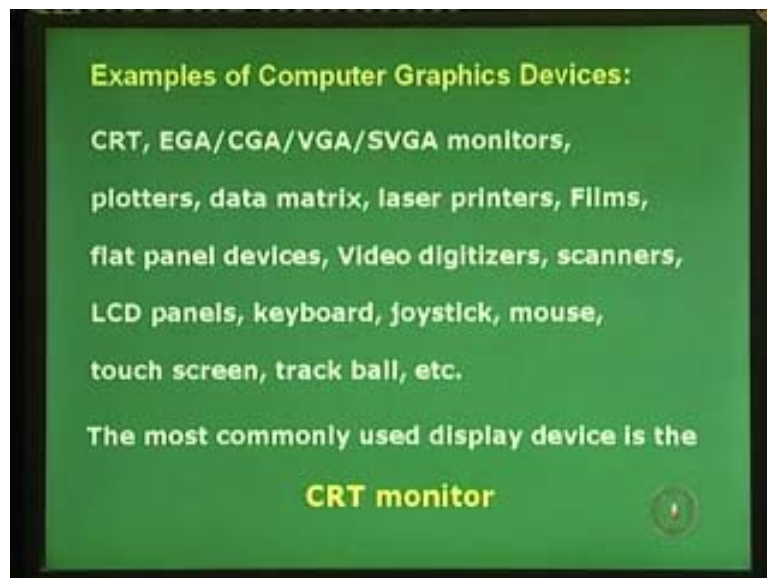 Examples of Computer Graphics Devices:
CRT, EGA/CGA/VGA/SVGA monitors,
plotters, data matrix, laser printers, Films,
flat panel devices, Video digitizers, scanners,
LCD panels, keyboard, joystick, mouse,
touch screen, track ball, etc.
The most commonly used display device is the
CRT monitor